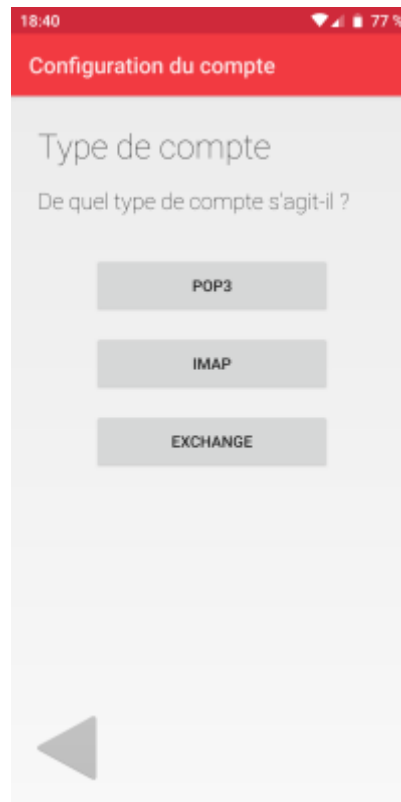 18:40 77 %
Configuration du compte
Type de compte
De quel type de compte s'agit-il ?
POP3
IMAP
EXCHANGE